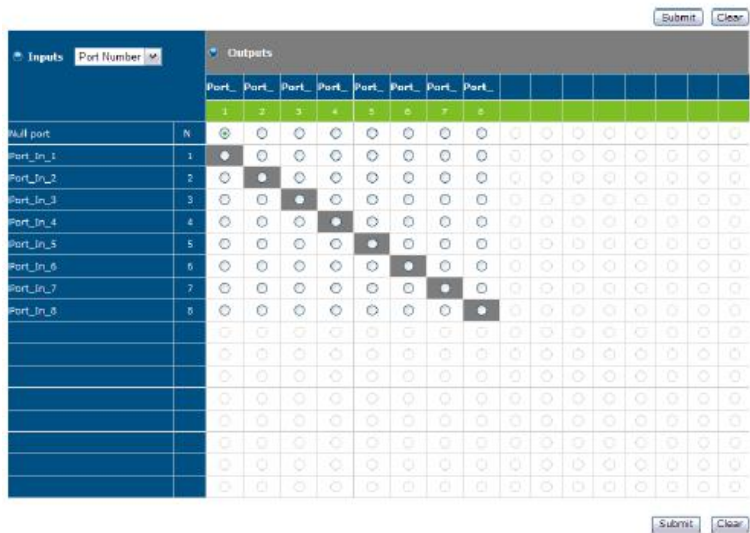 Submit Clear
Inputs Port Number Outputs
Port_ Port_ Port_ Port_ Port_ Port_ Port_ Port_
1 2 3 4 5 6 7 8
Null port N
Port_In_1 1
Port_In_2 2
Port_In_3 3
Port_In_4 4
Port_In_5 5
Port_In_6 6
Port_In_7 7
Port_In_8 8
Submit Clear